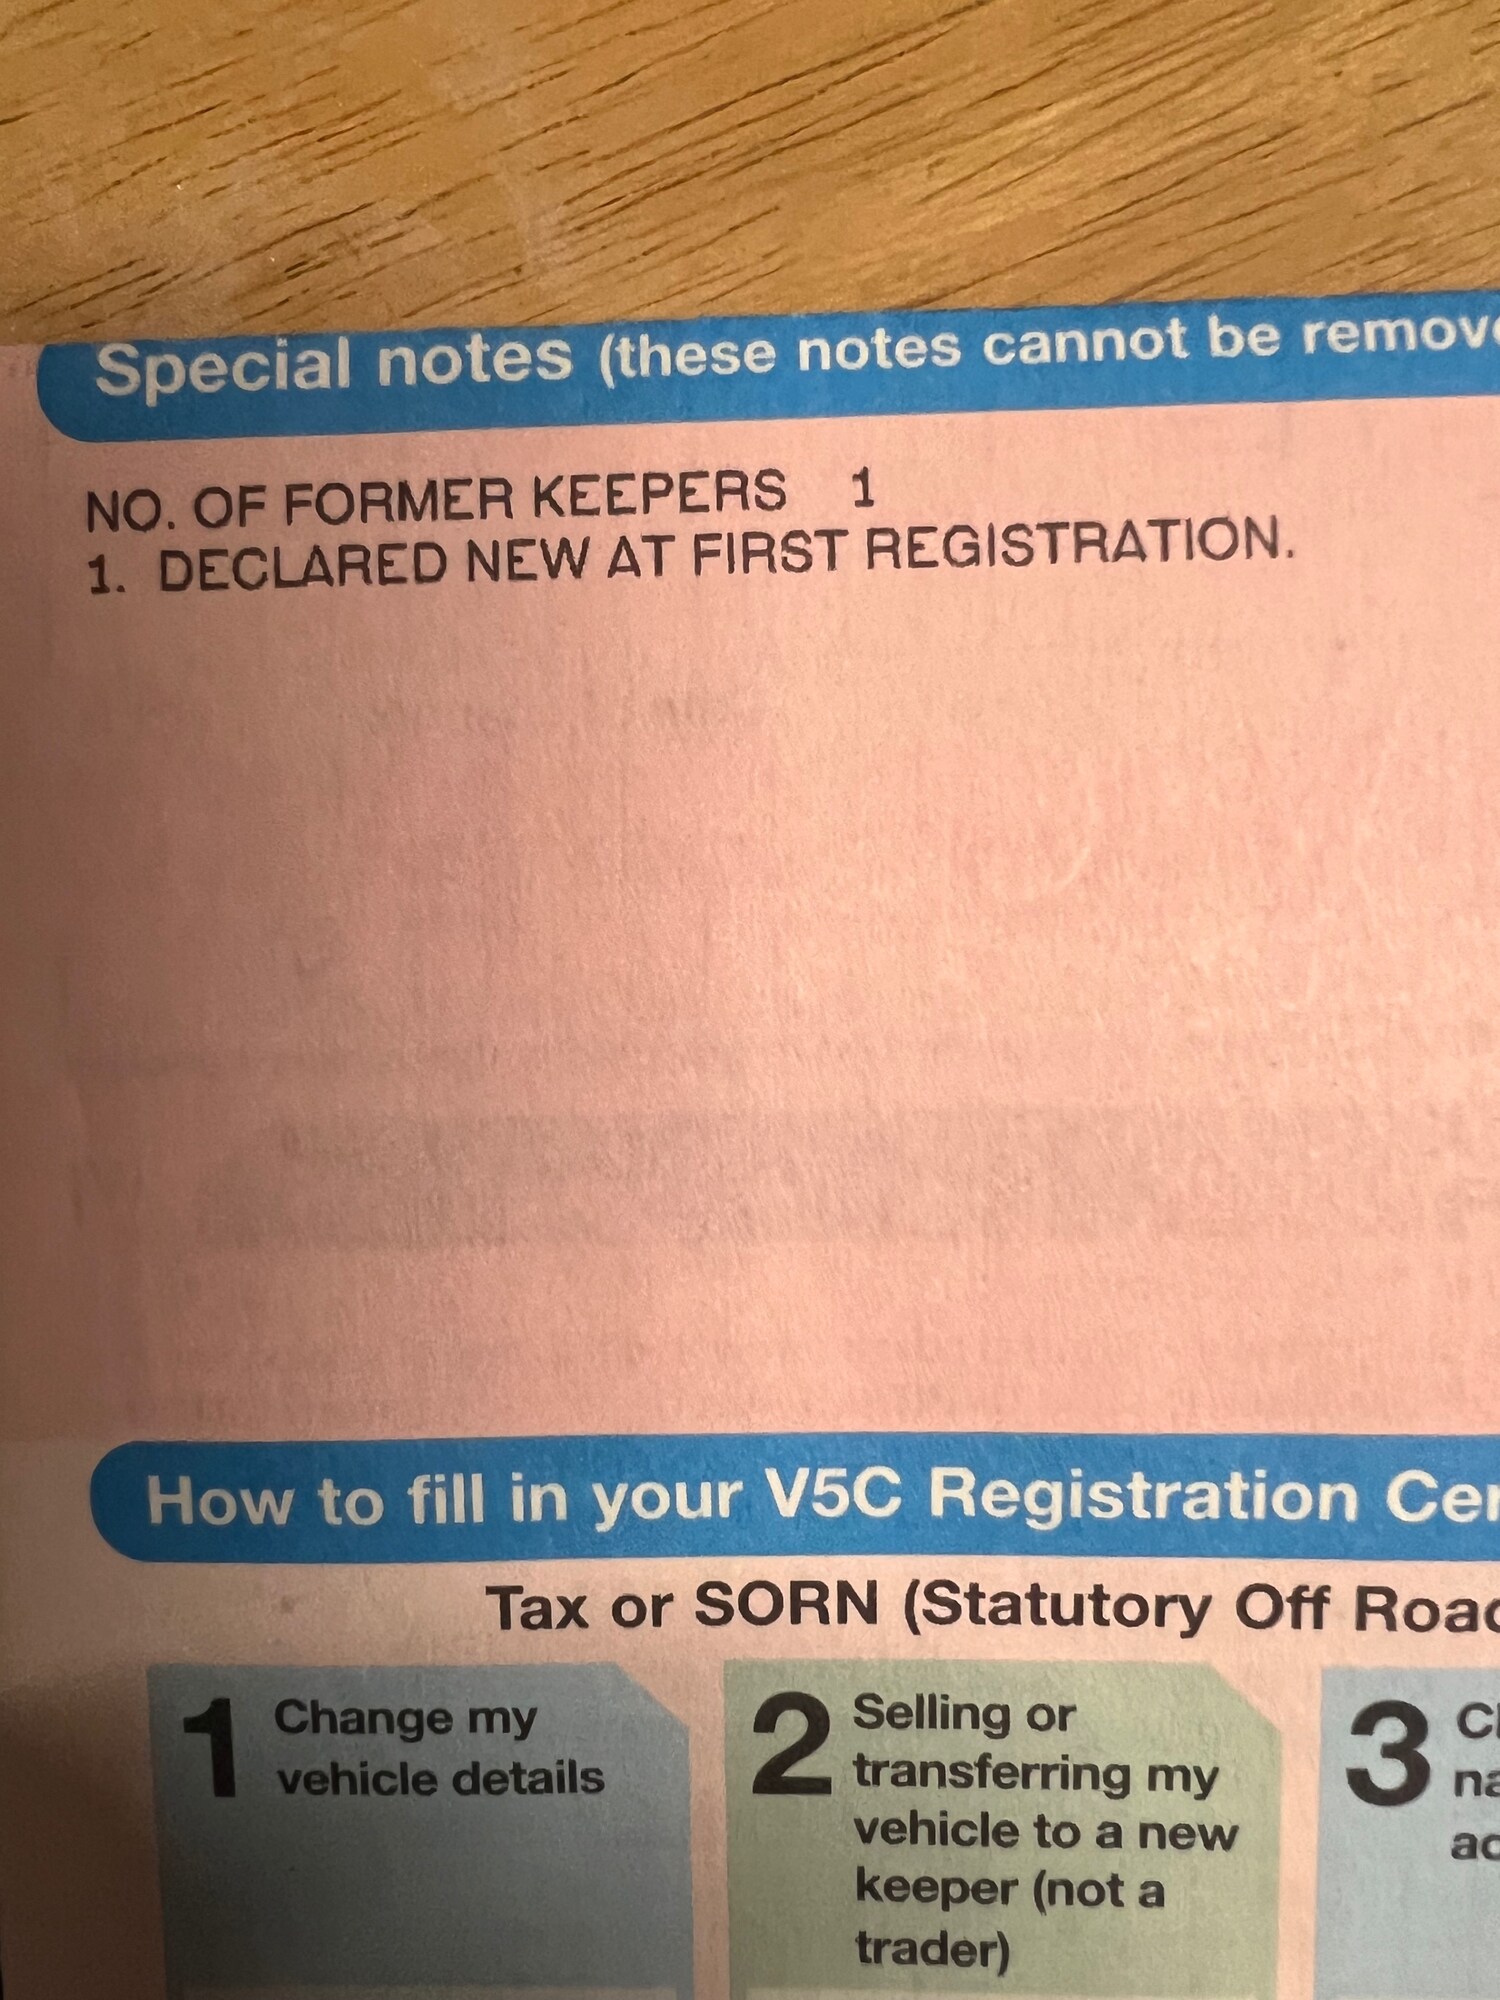 Special notes (these notes cannot be remov
NO. OF FORMER KEEPERS 1
1. DECLARED NEW AT FIRST REGISTRATION.
How to fill in your V5C Registration Cer
Tax or SORN (Statutory Off Road
1 Change my
vehicle details
2 Selling or
transferring my
vehicle to a new
keeper (not a
trader)
3